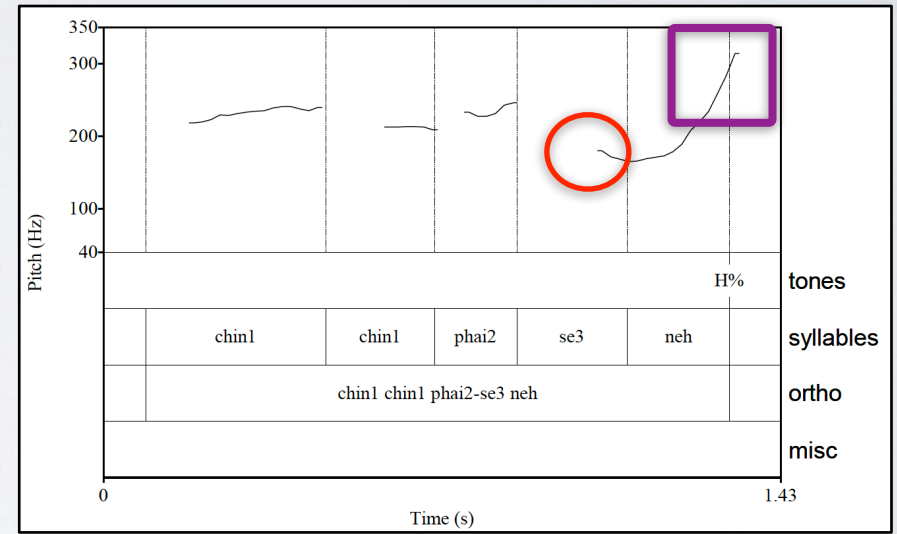 350
300
200
100
40
Pitch (Hz)
H% tones
chin1 chin1 phai2 se3 neh syllables
chin1 chin1 phai2-se3 neh ortho
misc
0 1.43
Time (s)